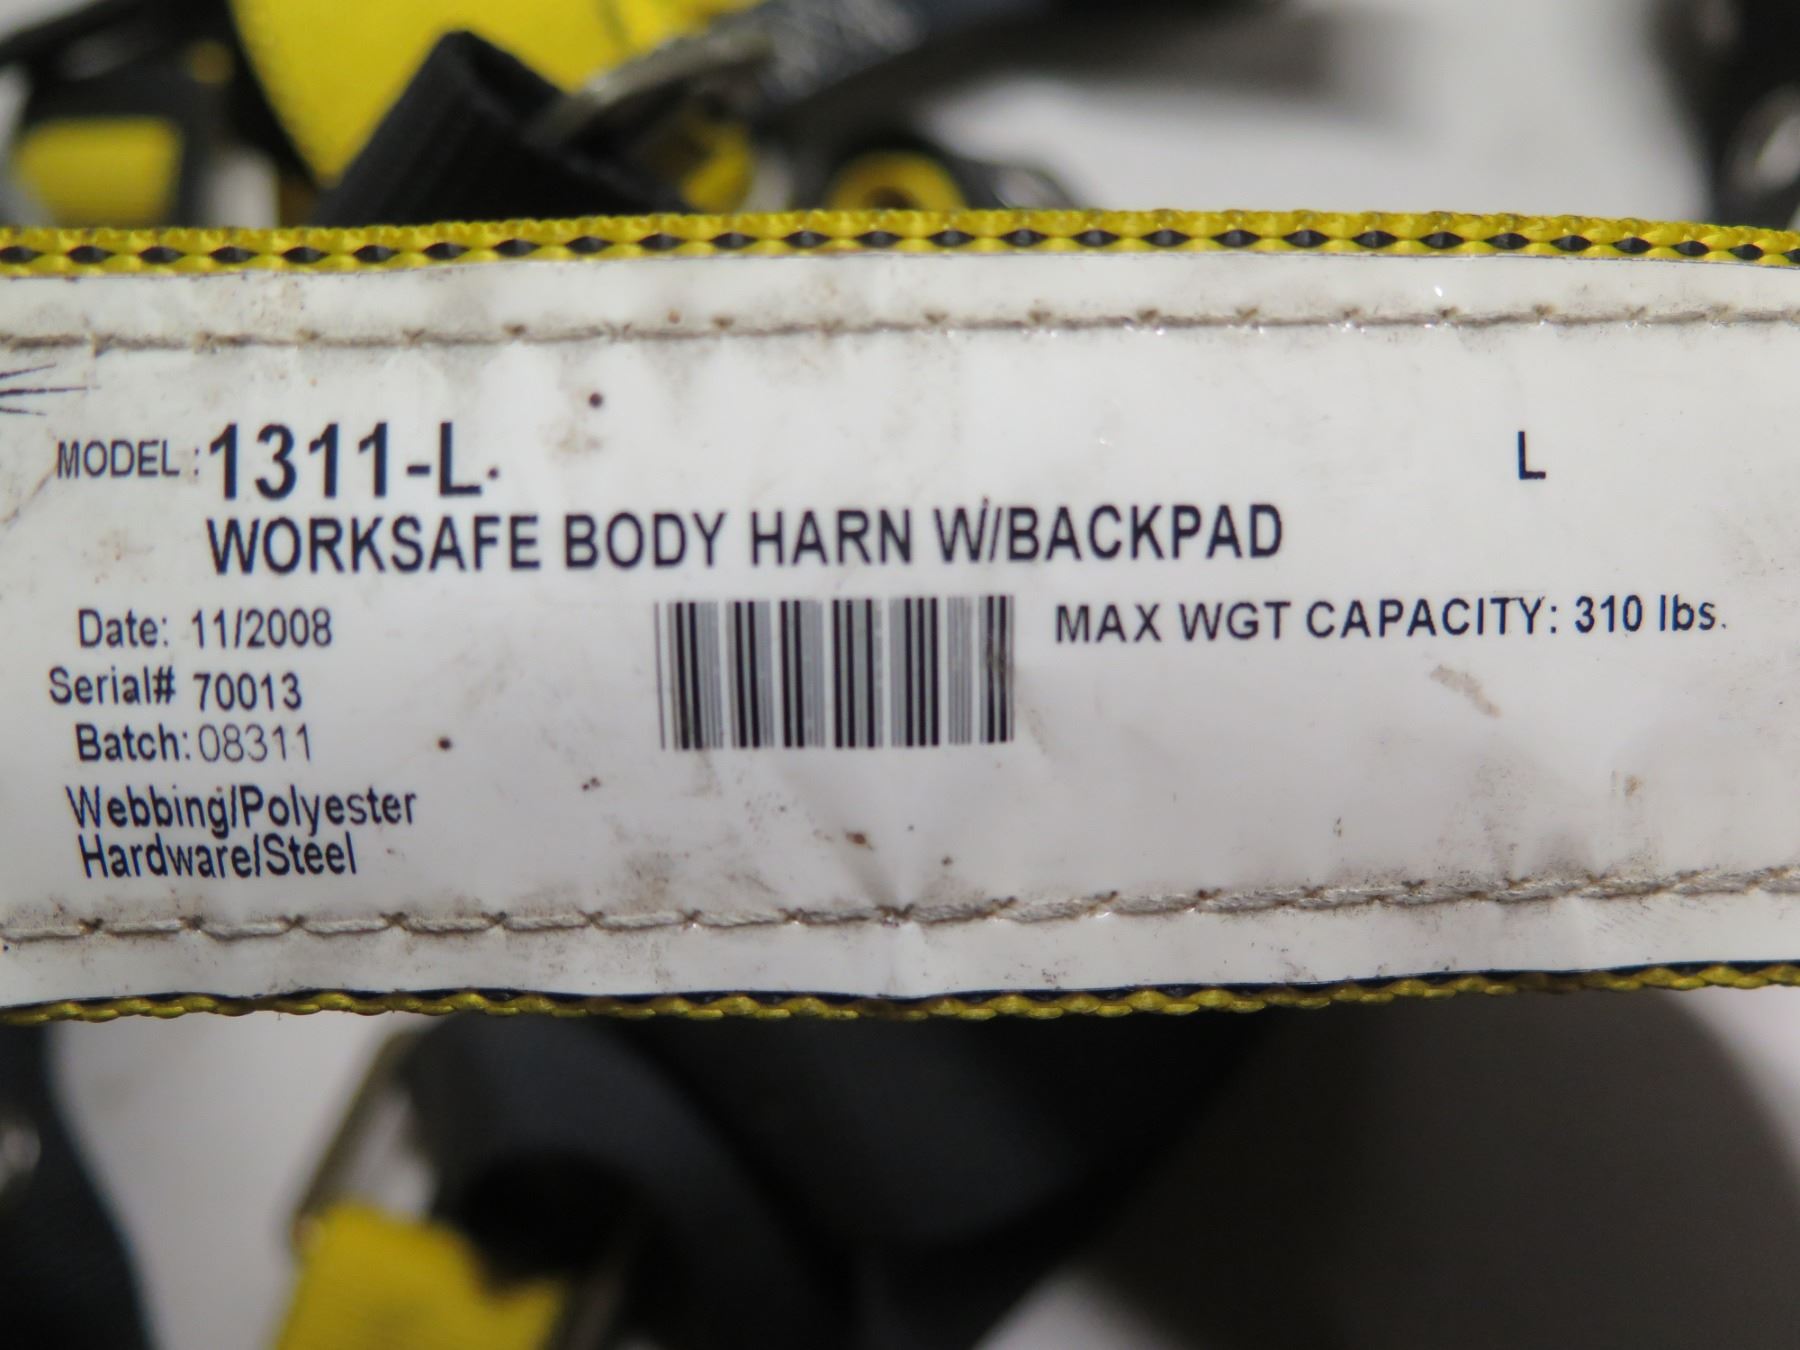 MODEL: 1311-L. L
WORKSAFE BODY HARN W/BACKPAD
Date: 11/2008
MAX WGT CAPACITY: 310 lbs.
Serial# 70013
Batch: 08311
Webbing/Polyester
Hardware/Steel